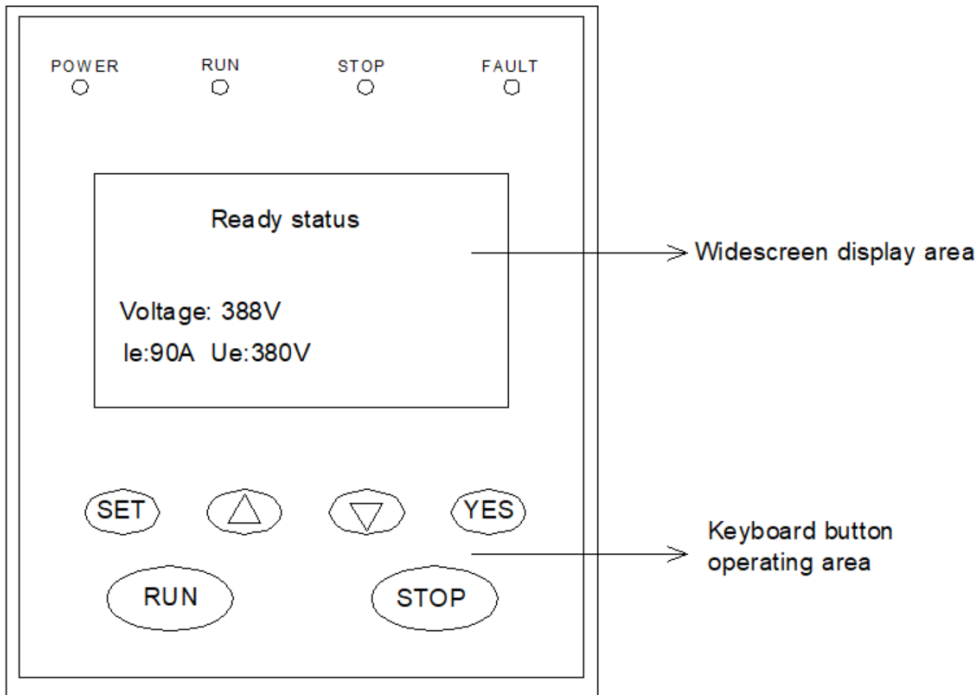 POWER RUN STOP FAULT
Ready status
Widescreen display area
Voltage: 388V
Ie:90A Ue:380V
SET YES
Keyboard button
operating area
RUN STOP